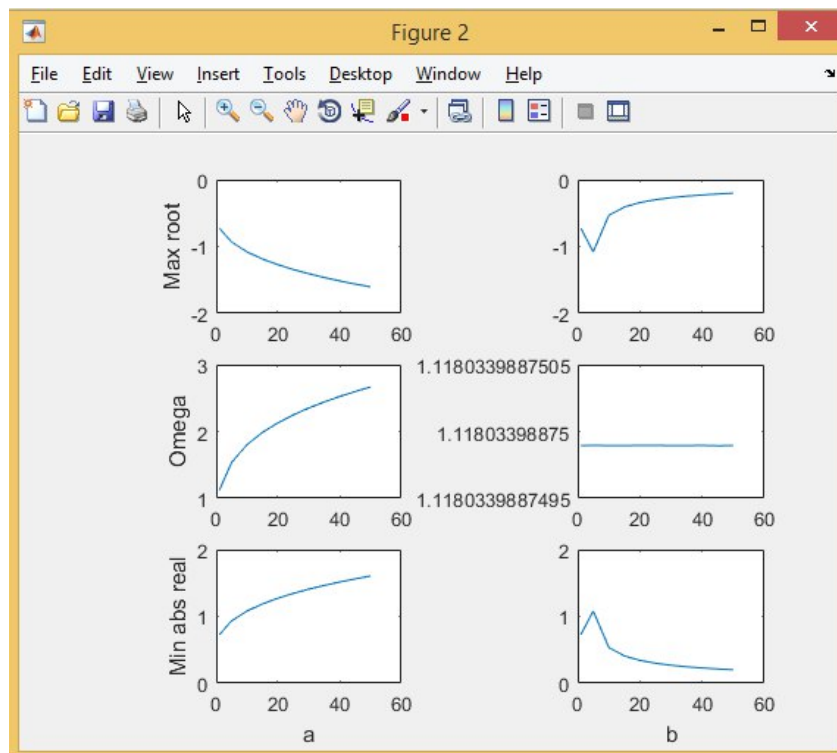 Figure 2
File Edit View Insert Tools Desktop Window Help
Max root
0
-1
-2
0 20 40 60
0
-1
-2
0 20 40 60
Omega
3
2
1
0 20 40 60
1.1180339887505
1.11803398875
1.1180339887495
0 20 40 60
Min abs real
2
1
0
0 20 40 60
a
2
1
0
0 20 40 60
b